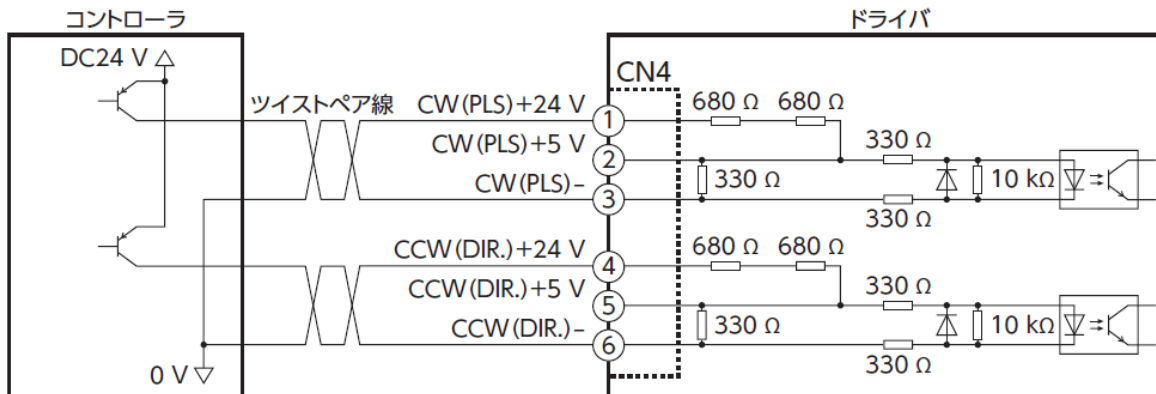 コントローラ
ドライバ
DC24 V
CN4
ツイストペア線
CW(PLS)+24 V
1
680 Ω
680 Ω
CW(PLS)+5 V
2
330 Ω
330 Ω
10 kΩ
CW(PLS)-
3
330 Ω
CCW(DIR.)+24 V
4
680 Ω
680 Ω
CCW(DIR.)+5 V
5
330 Ω
330 Ω
10 kΩ
CCW(DIR.)-
6
330 Ω
0 V